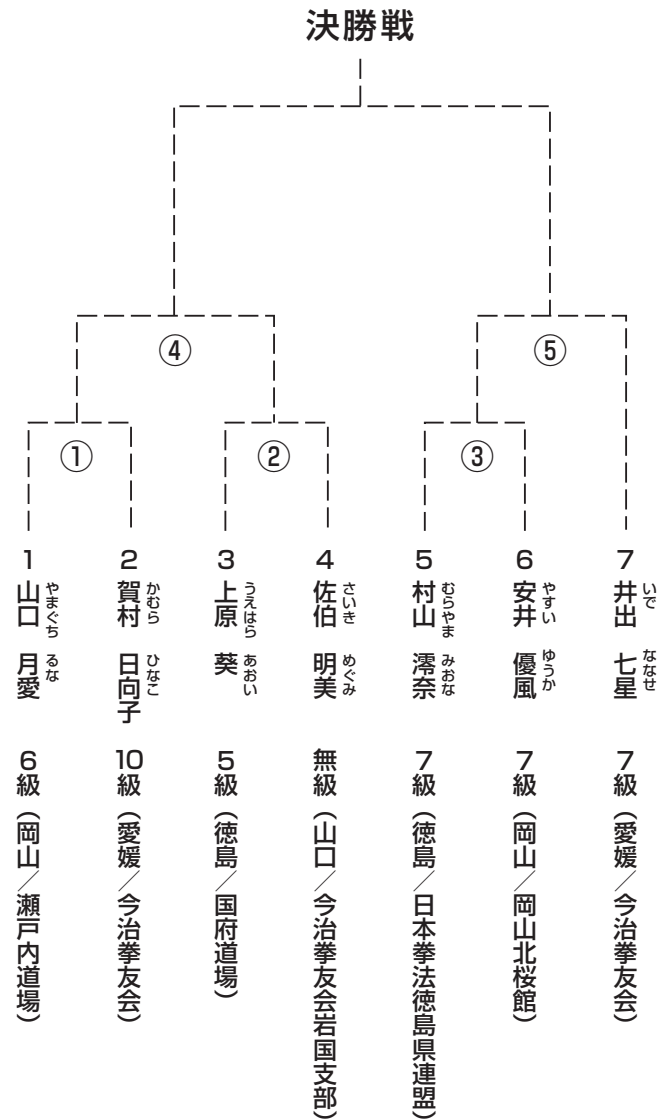 決勝戦
④
⑤
①
②
③
1 山口 月愛 6級 (岡山/瀬戸内道場)
やまぐち るな
2 賀村 日向子 10級 (愛媛/今治拳友会)
かむら ひなこ
3 上原 葵 5級 (徳島/国府道場)
うえはら あおい
4 佐伯 明美 無級 (山口/今治拳友会岩国支部)
さいき めぐみ
5 村山 澪奈 7級 (徳島/日本拳法徳島県連盟)
むらやま みおな
6 安井 優風 7級 (岡山/岡山北桜館)
やすい ゆうか
7 井出 七星 7級 (愛媛/今治拳友会)
いで ななせ